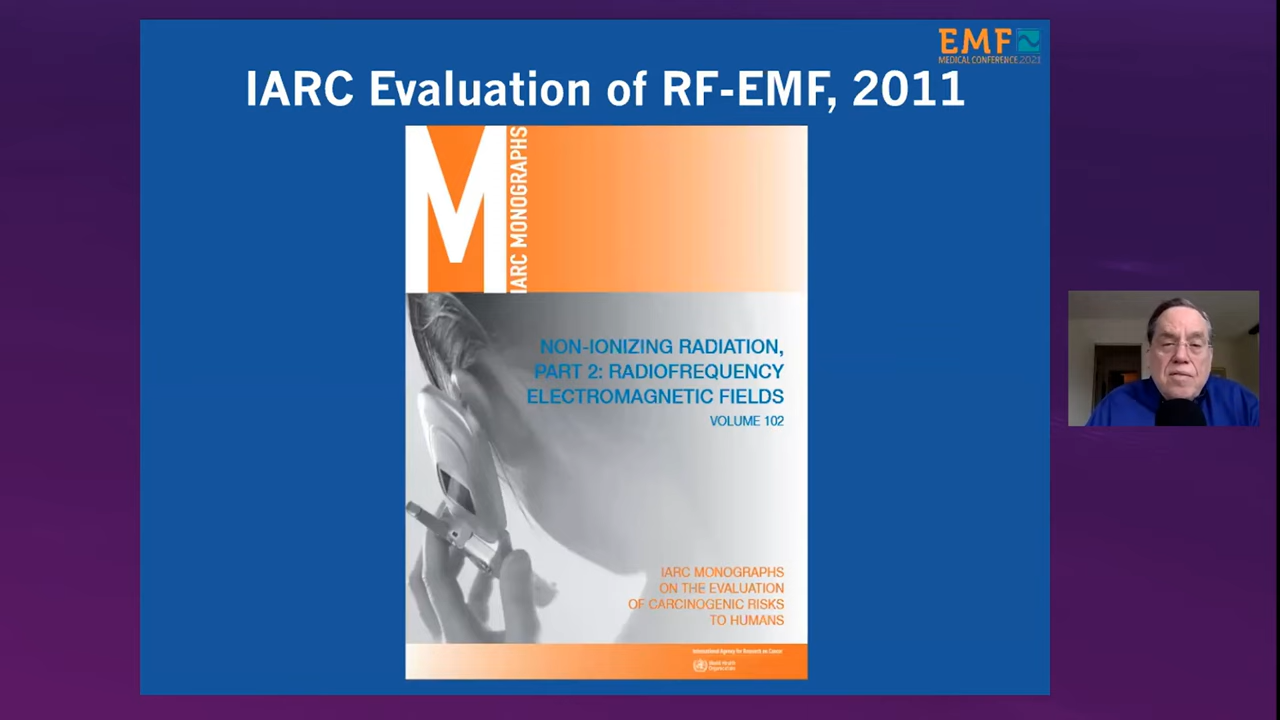 EMF
MEDICAL CONFERENCE 2021
IARC Evaluation of RF-EMF, 2011
M
IARC MONOGRAPHS
NON-IONIZING RADIATION,
PART 2: RADIOFREQUENCY
ELECTROMAGNETIC FIELDS
VOLUME 102
IARC MONOGRAPHS
ON THE EVALUATION
OF CARCINOGENIC RISKS
TO HUMANS
International Agency for Research on Cancer
World Health
Organization